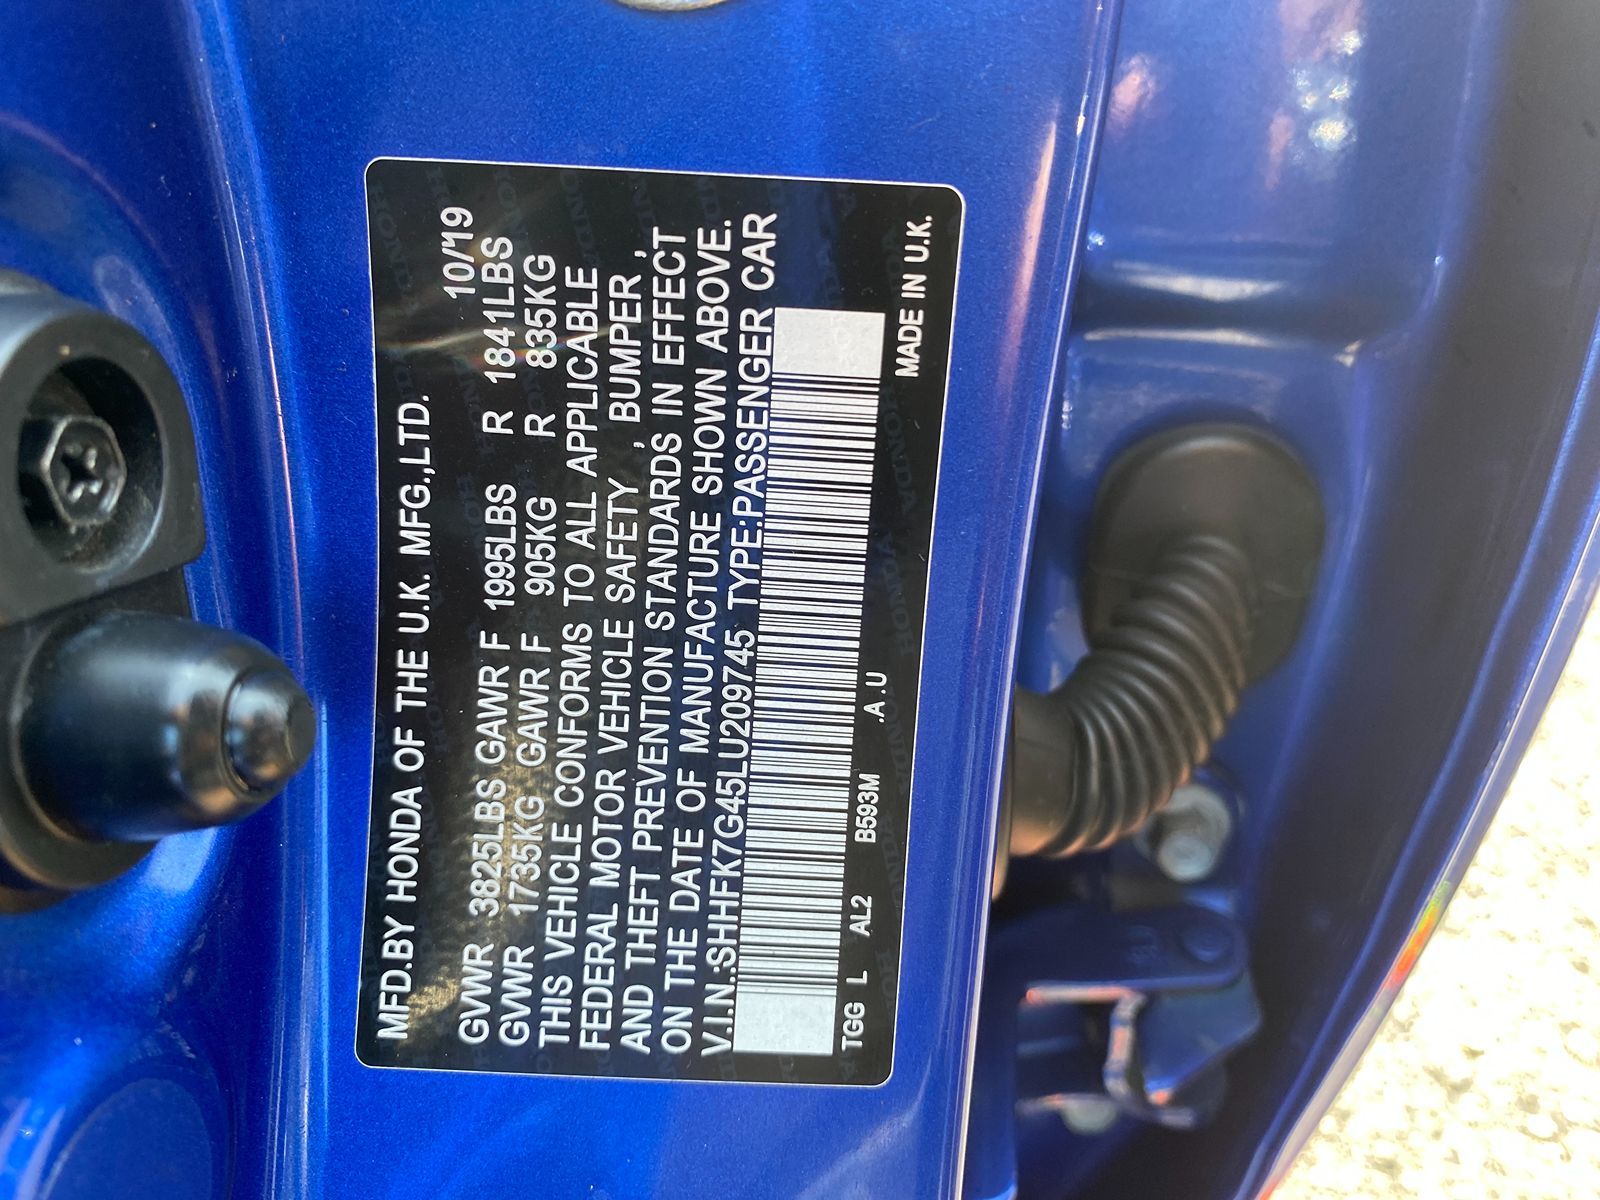 MFD.BY HONDA OF THE U.K. MFG.,LTD. 10/19
GVWR 3825LBS GAWR F 1995LBS R 1841LBS
GVWR 1735KG GAWR F 905KG R 835KG
THIS VEHICLE CONFORMS TO ALL APPLICABLE
FEDERAL MOTOR VEHICLE SAFETY , BUMPER ,
AND THEFT PREVENTION STANDARDS IN EFFECT
ON THE DATE OF MANUFACTURE SHOWN ABOVE.
V.I.N.:SHHFK7G45LU209745 TYPE:PASSENGER CAR
TGG L AL2 B593M .A .U MADE IN U.K.